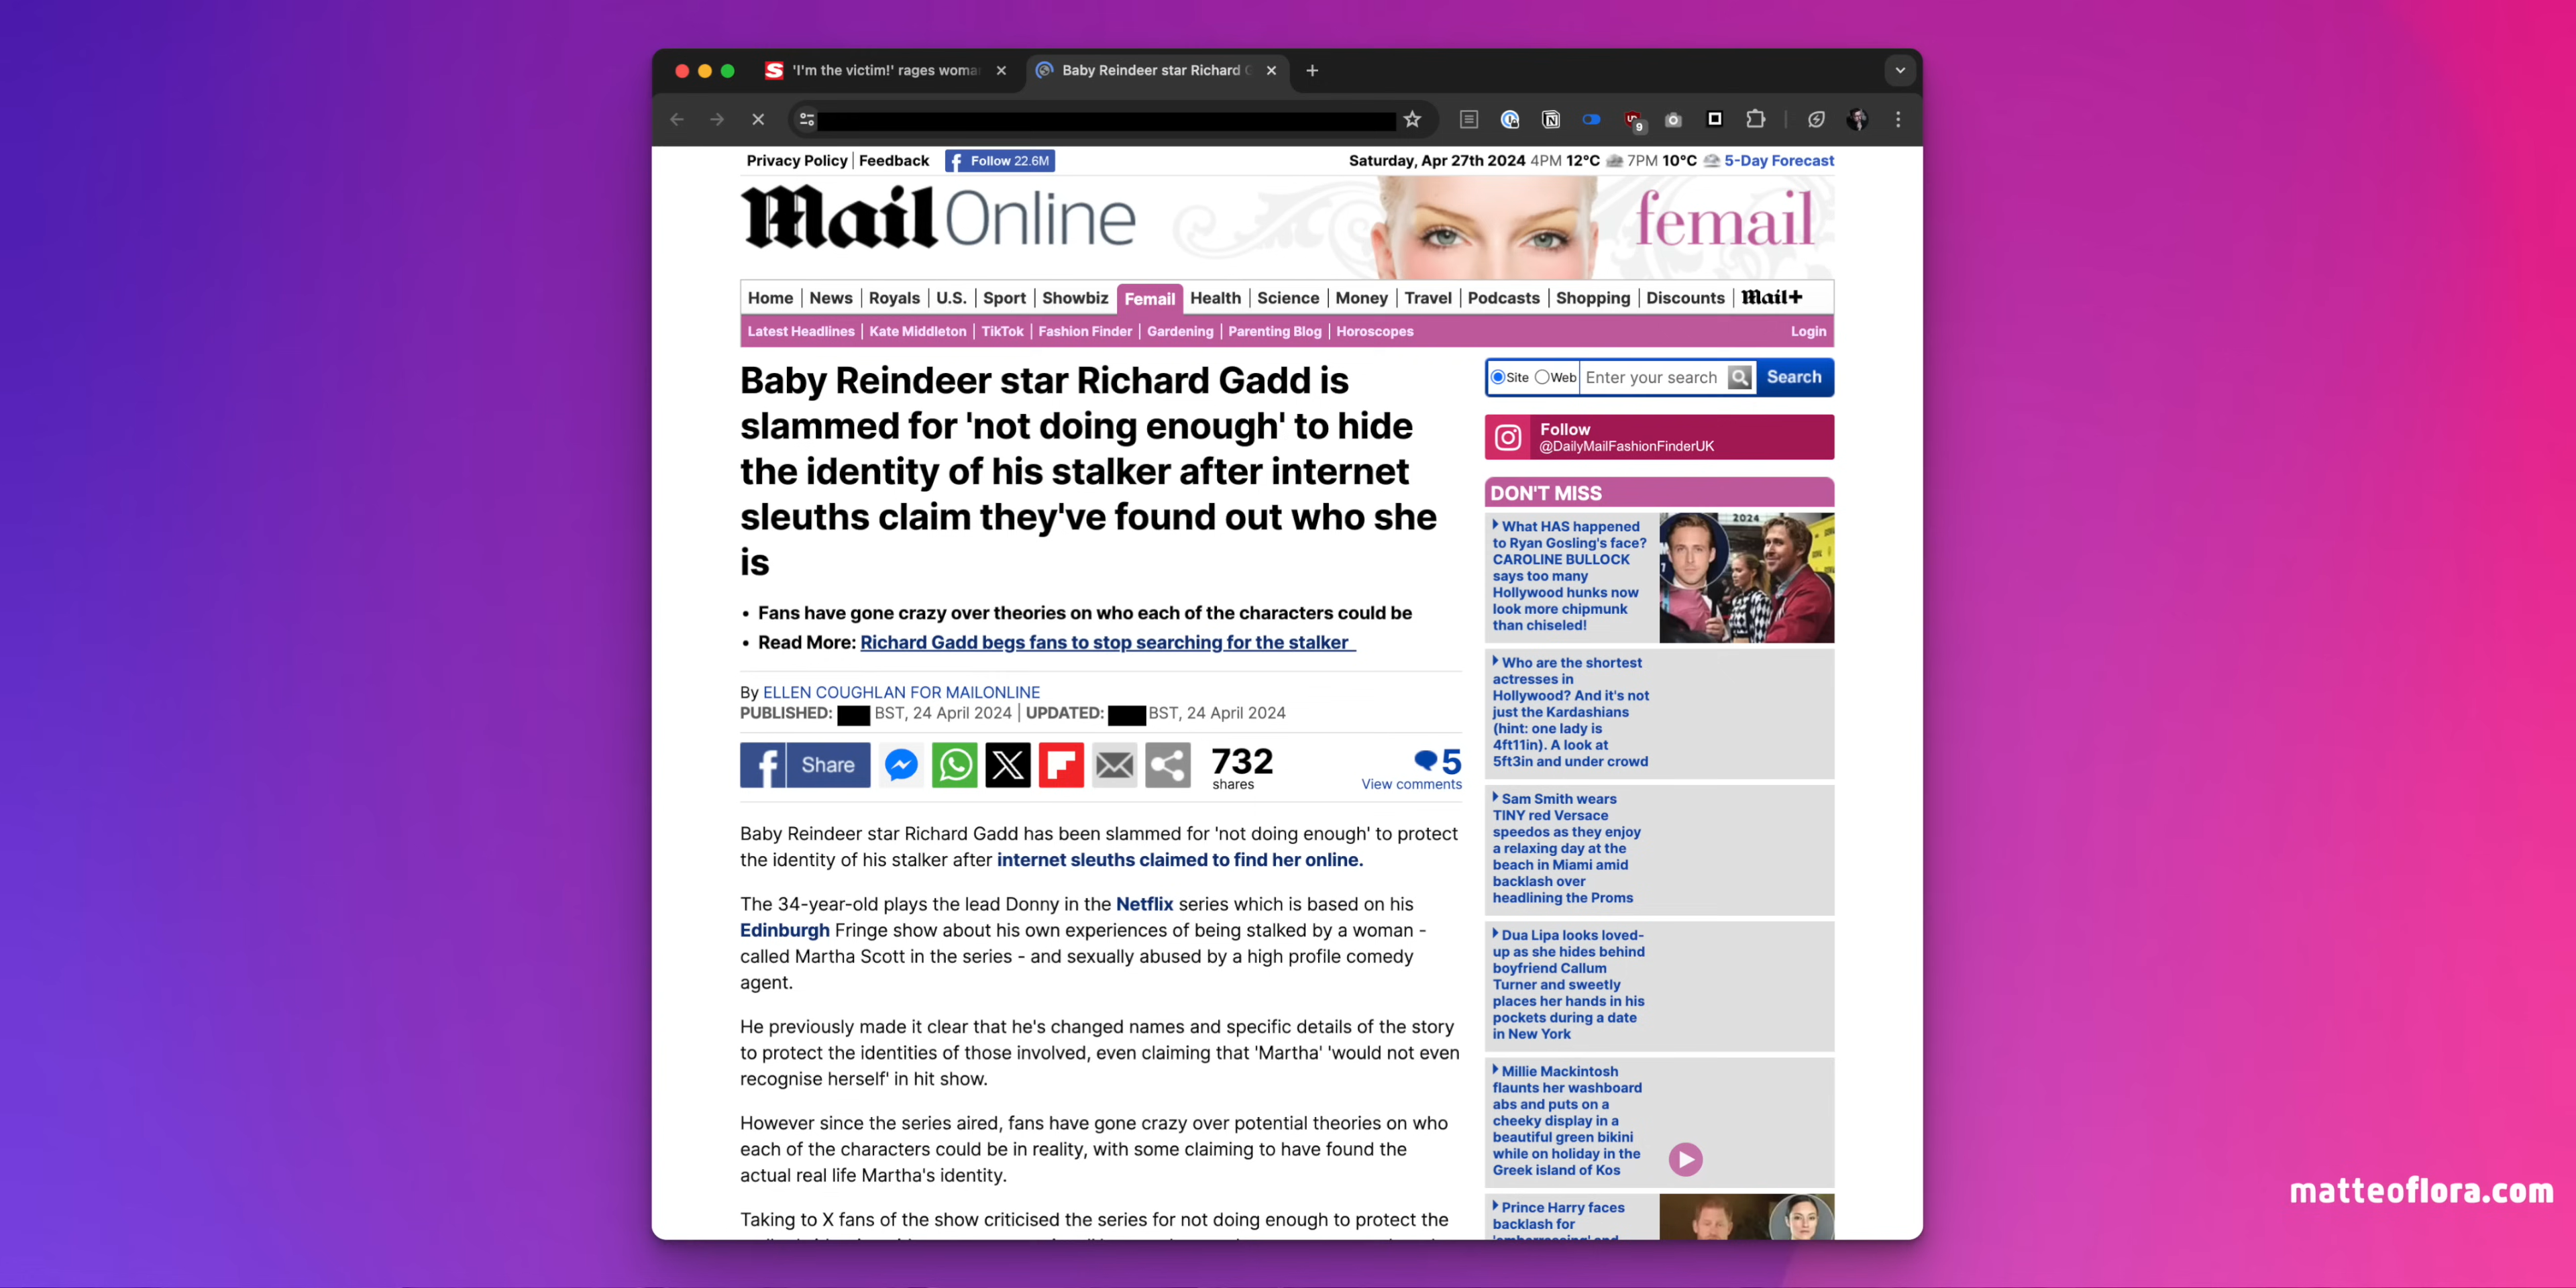 'I'm the victim!' rages woma
Baby Reindeer star Richard G
9
Privacy Policy | Feedback
Follow 22.6M
Saturday, Apr 27th 2024 4PM 12°C 7PM 10°C 5-Day Forecast
Mail Online
femail
Home | News | Royals | U.S. | Sport | Showbiz | Femail | Health | Science | Money | Travel | Podcasts | Shopping | Discounts | Mail+
Latest Headlines | Kate Middleton | TikTok | Fashion Finder | Gardening | Parenting Blog | Horoscopes
Login
Baby Reindeer star Richard Gadd is
slammed for 'not doing enough' to hide
the identity of his stalker after internet
sleuths claim they've found out who she
is
• Fans have gone crazy over theories on who each of the characters could be
• Read More: Richard Gadd begs fans to stop searching for the stalker
By ELLEN COUGHLAN FOR MAILONLINE
PUBLISHED: BST, 24 April 2024 | UPDATED: BST, 24 April 2024
Share
732
shares
5
View comments
Baby Reindeer star Richard Gadd has been slammed for 'not doing enough' to protect
the identity of his stalker after internet sleuths claimed to find her online.
The 34-year-old plays the lead Donny in the Netflix series which is based on his
Edinburgh Fringe show about his own experiences of being stalked by a woman -
called Martha Scott in the series - and sexually abused by a high profile comedy
agent.
He previously made it clear that he's changed names and specific details of the story
to protect the identities of those involved, even claiming that 'Martha' 'would not even
recognise herself' in hit show.
However since the series aired, fans have gone crazy over potential theories on who
each of the characters could be in reality, with some claiming to have found the
actual real life Martha's identity.
Taking to X fans of the show criticised the series for not doing enough to protect the
Site Web Enter your search Search
Follow
@DailyMailFashionFinderUK
DON'T MISS
What HAS happened
to Ryan Gosling's face?
CAROLINE BULLOCK
says too many
Hollywood hunks now
look more chipmunk
than chiseled!
2024
Who are the shortest
actresses in
Hollywood? And it's not
just the Kardashians
(hint: one lady is
4ft11in). A look at
5ft3in and under crowd
Sam Smith wears
TINY red Versace
speedos as they enjoy
a relaxing day at the
beach in Miami amid
backlash over
headlining the Proms
Dua Lipa looks loved-
up as she hides behind
boyfriend Callum
Turner and sweetly
places her hands in his
pockets during a date
in New York
Millie Mackintosh
flaunts her washboard
abs and puts on a
cheeky display in a
beautiful green bikini
while on holiday in the
Greek island of Kos
Prince Harry faces
backlash for
matteoflora.com